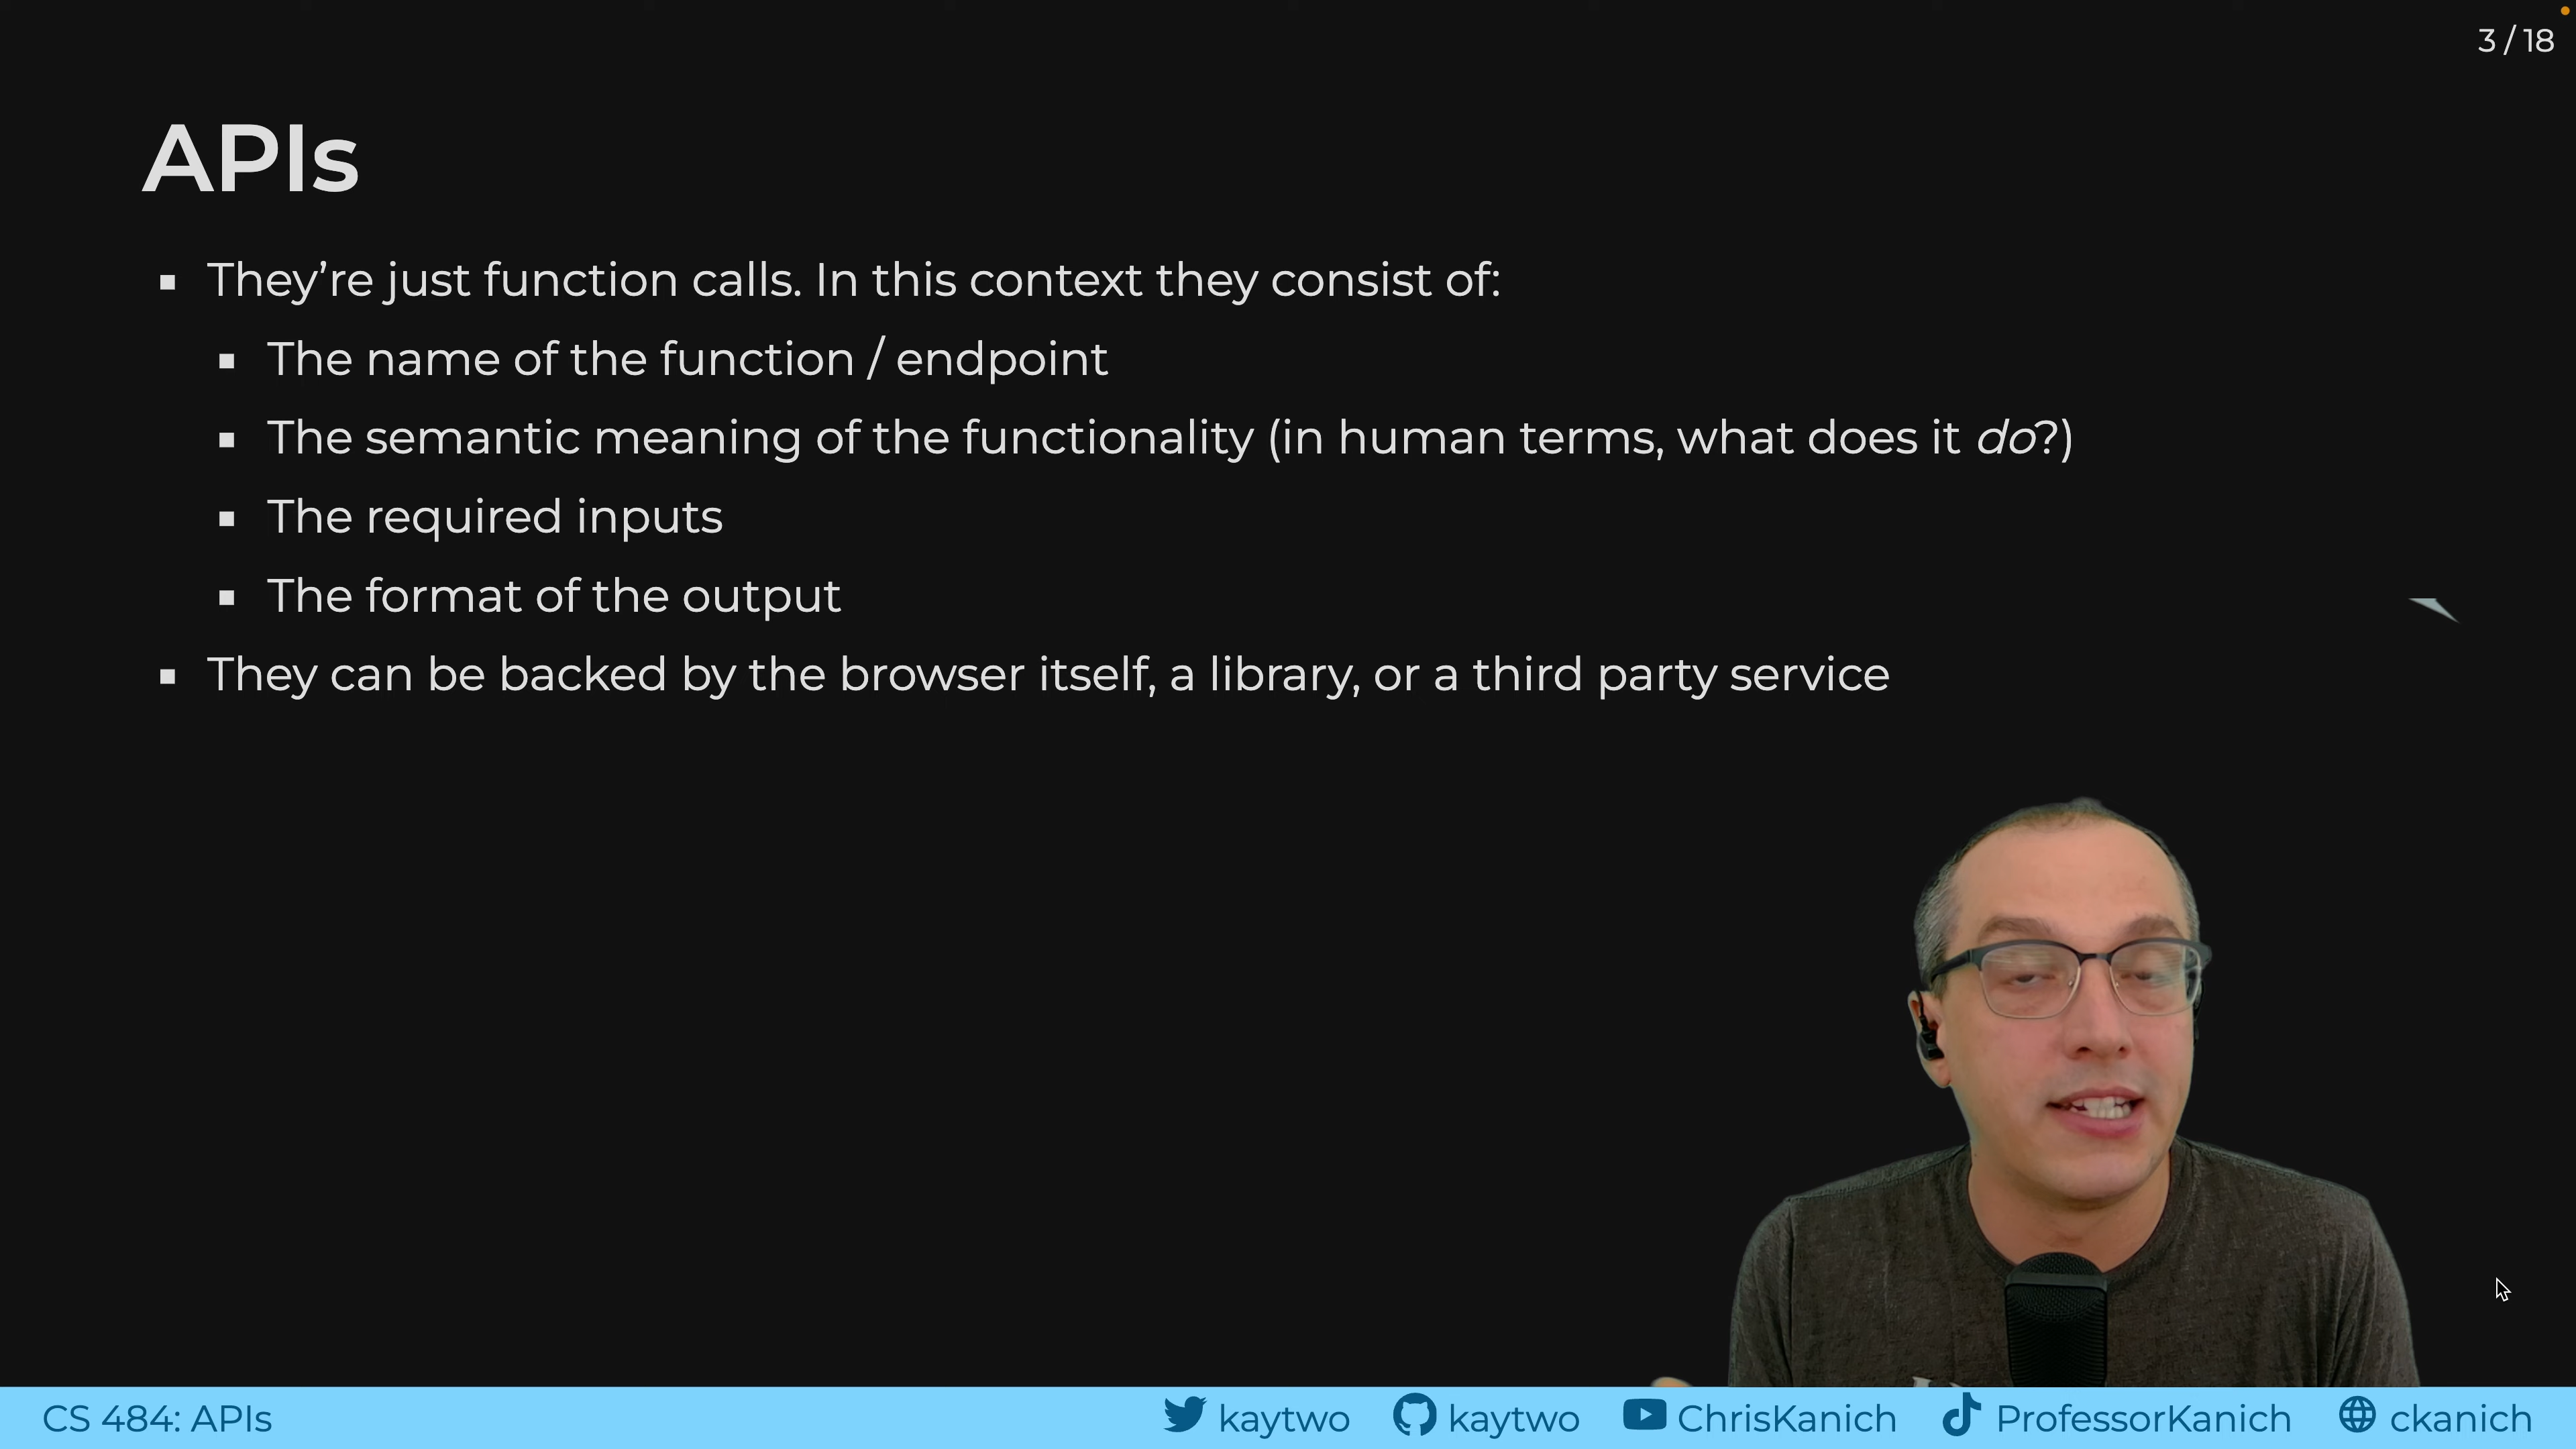 3 / 18
APIs
They’re just function calls. In this context they consist of:
The name of the function / endpoint
The semantic meaning of the functionality (in human terms, what does it do?)
The required inputs
The format of the output
They can be backed by the browser itself, a library, or a third party service
CS 484: APIs kaytwo kaytwo ChrisKanich ProfessorKanich ckanich